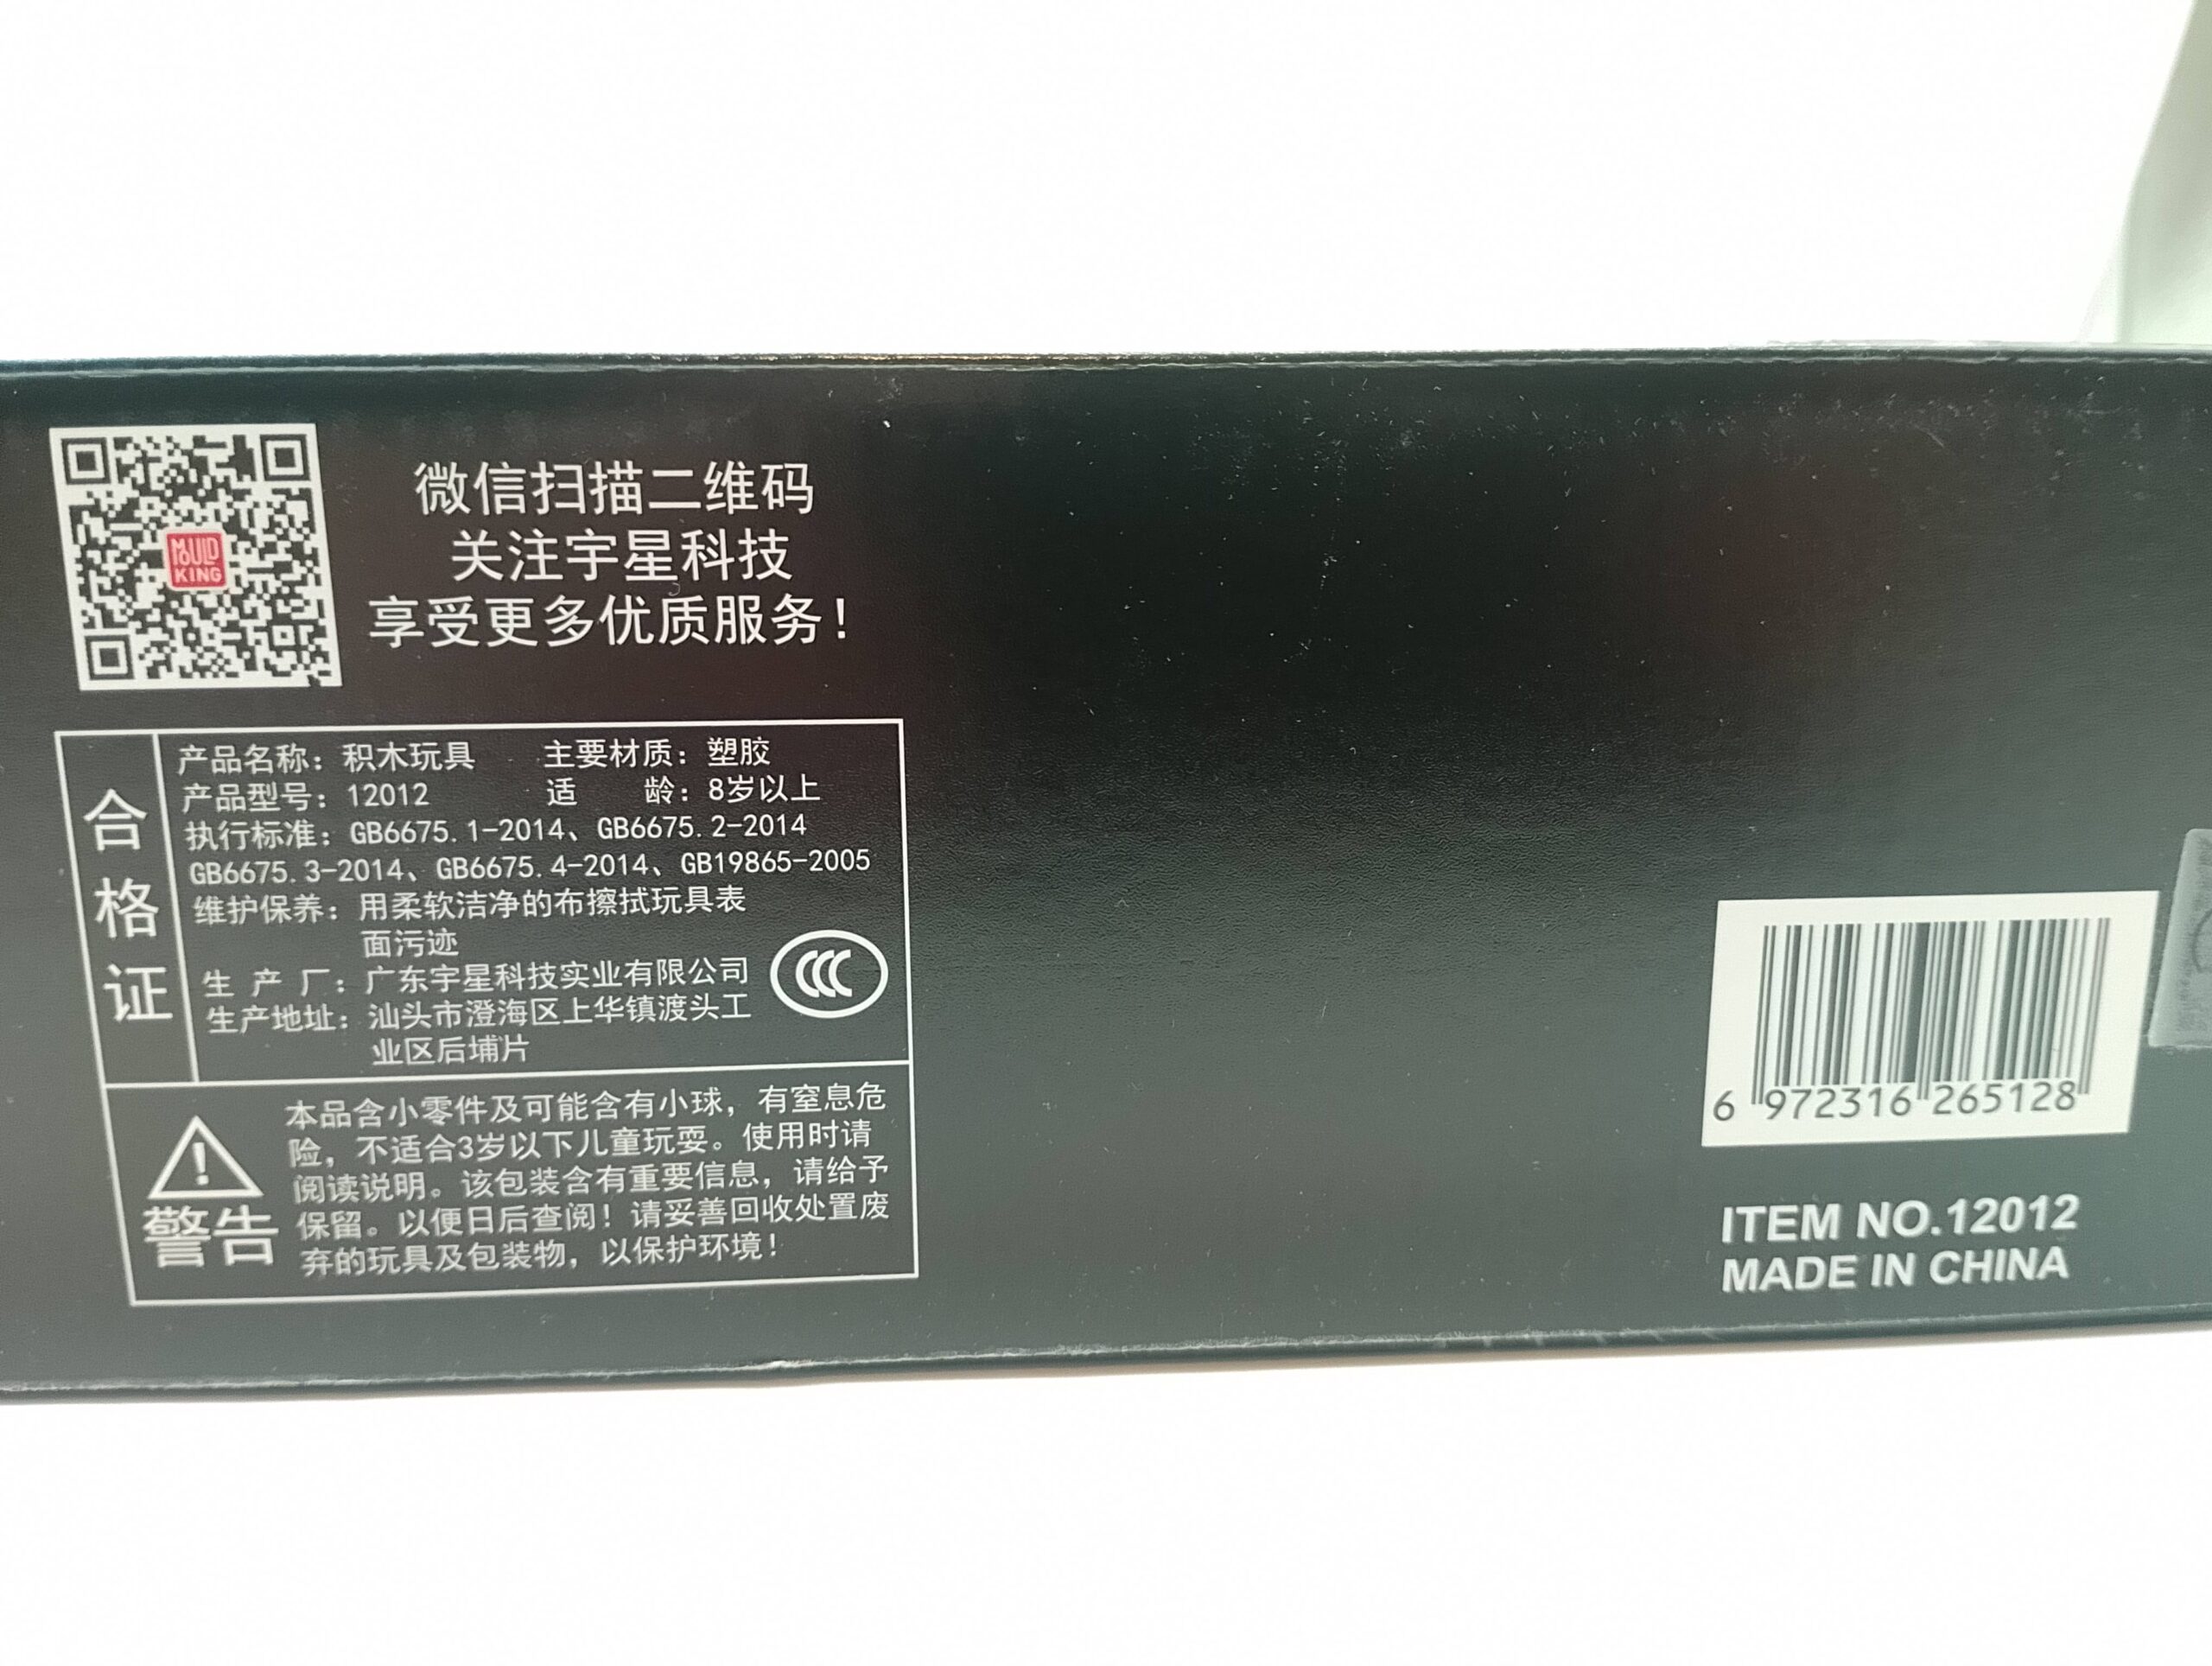 MOULD
KING
微信扫描二维码
关注宇星科技
享受更多优质服务！
合格证
产品名称：积木玩具 主要材质：塑胶
产品型号：12012 适 龄：8岁以上
执行标准：GB6675.1-2014、GB6675.2-2014
GB6675.3-2014、GB6675.4-2014、GB19865-2005
维护保养：用柔软洁净的布擦拭玩具表
面污迹
生 产 厂：广东宇星科技实业有限公司
生产地址：汕头市澄海区上华镇渡头工
业区后埔片
CCC
警告
本品含小零件及可能含有小球，有窒息危
险，不适合3岁以下儿童玩耍。使用时请
阅读说明。该包装含有重要信息，请给予
保留。以便日后查阅！请妥善回收处置废
弃的玩具及包装物，以保护环境！
6 972316 265128
ITEM NO.12012
MADE IN CHINA